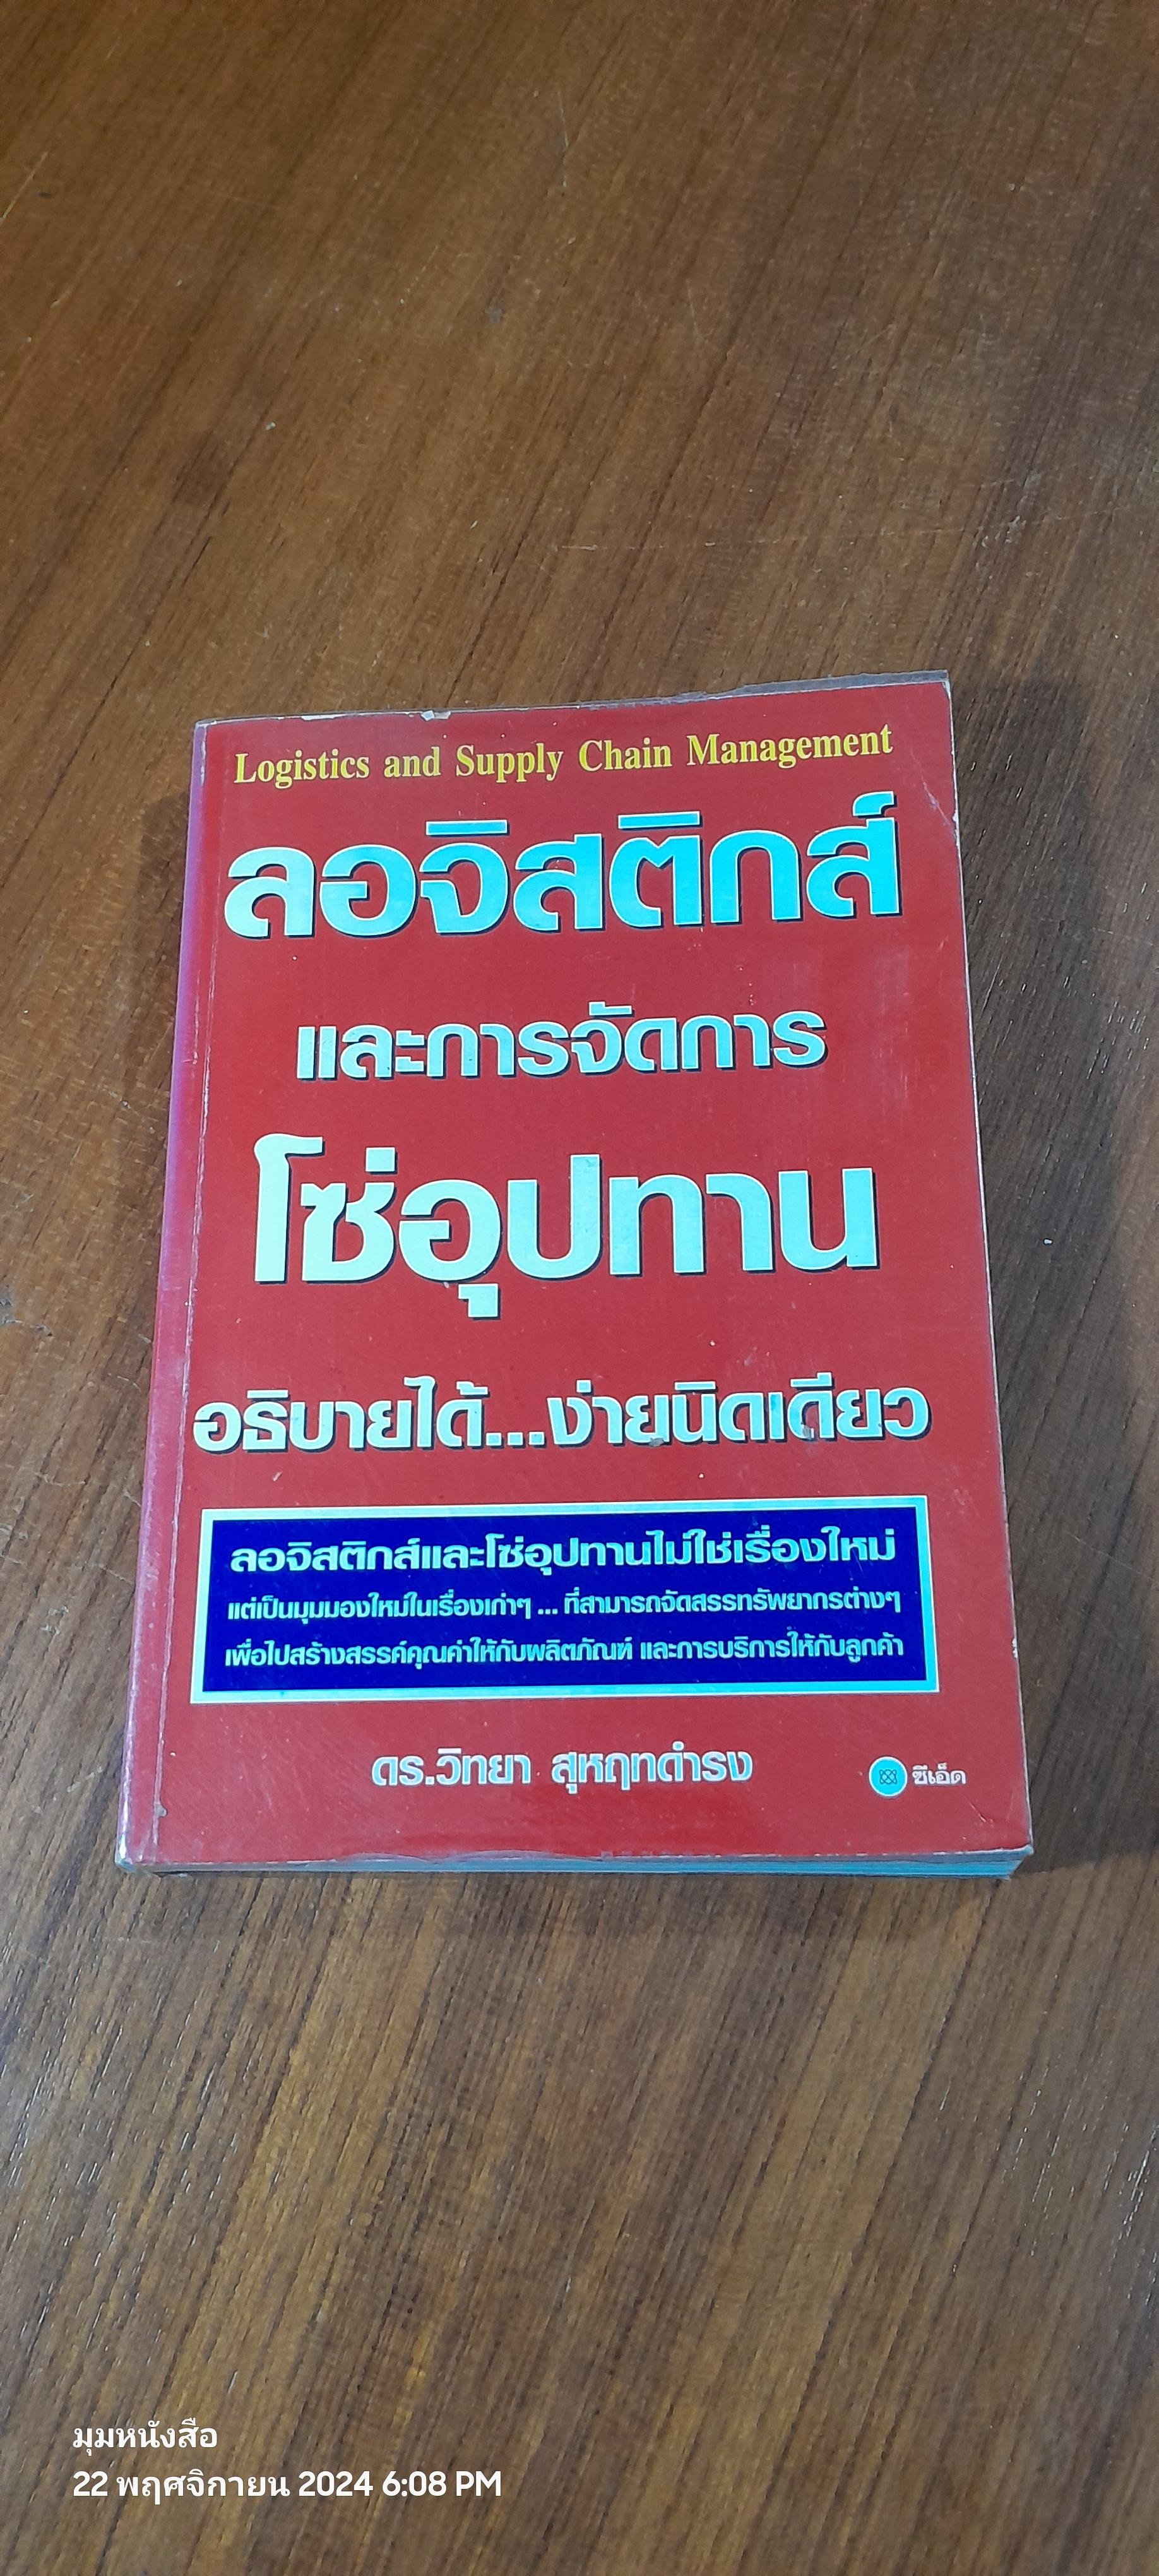 Logistics and Supply Chain Management
ลอจิสติกส์
และการจัดการ
โซ่อุปทาน
อธิบายได้...ง่ายนิดเดียว
ลอจิสติกส์และโซ่อุปทานไม่ใช่เรื่องใหม่
แต่เป็นมุมมองใหม่ในเรื่องเก่าๆ ... ที่สามารถจัดสรรทรัพยากรต่างๆ
เพื่อไปสร้างสรรค์คุณค่าให้กับผลิตภัณฑ์ และการบริการให้กับลูกค้า
ดร.วิทยา สุหฤทดำรง
ซีเอ็ด
มุมหนังสือ
22 พฤศจิกายน 2024 6:08 PM